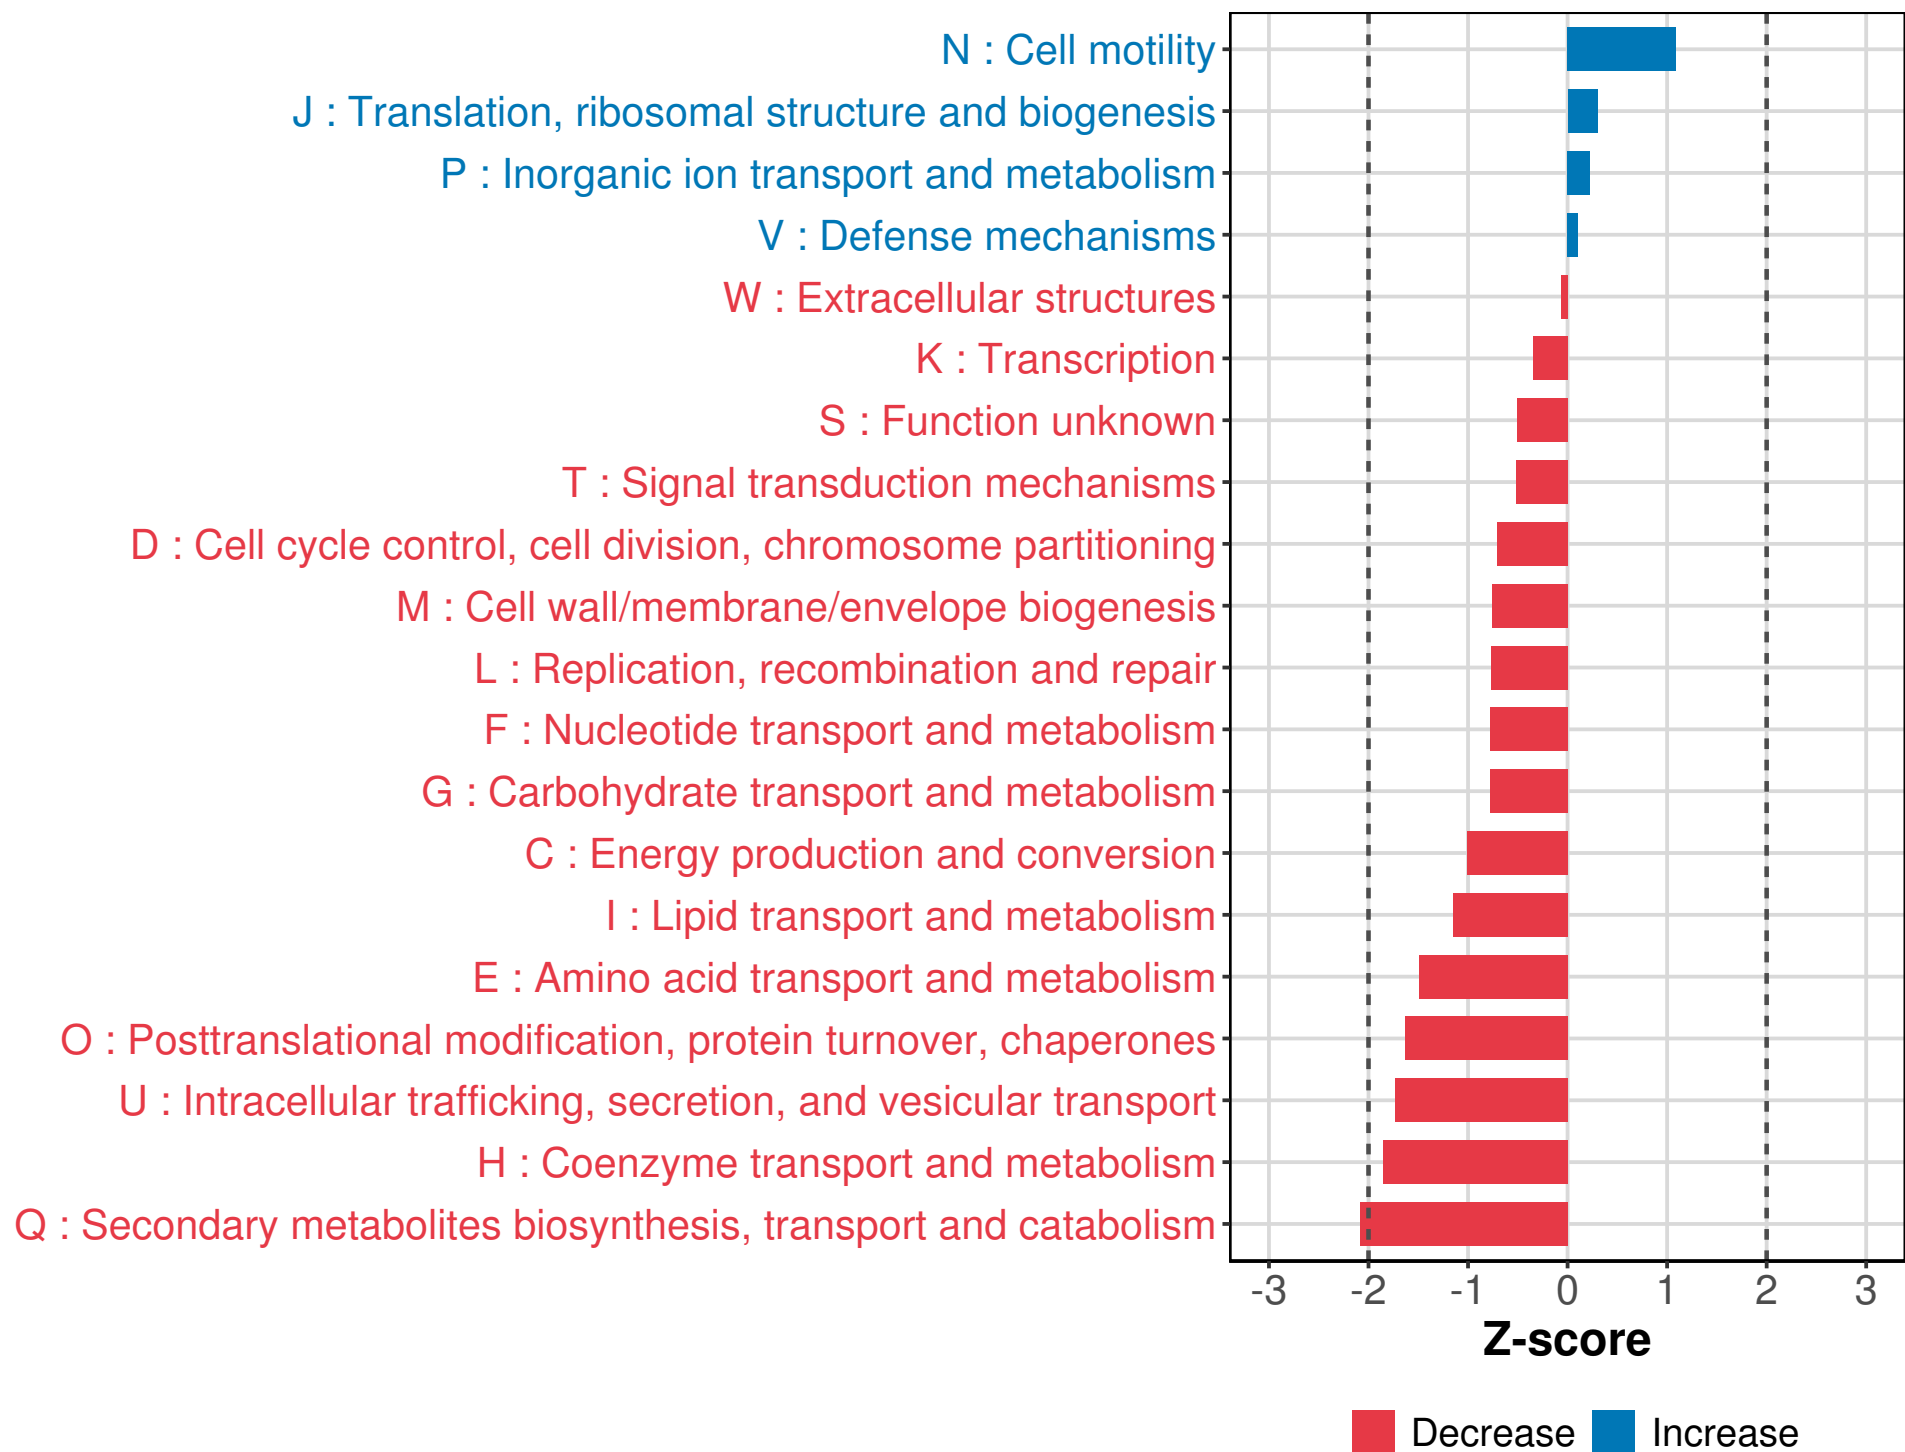 N : Cell motility
J : Translation, ribosomal structure and biogenesis
P : Inorganic ion transport and metabolism
V : Defense mechanisms
W : Extracellular structures
K : Transcription
S : Function unknown
T : Signal transduction mechanisms
D : Cell cycle control, cell division, chromosome partitioning
M : Cell wall/membrane/envelope biogenesis
L : Replication, recombination and repair
F : Nucleotide transport and metabolism
G : Carbohydrate transport and metabolism
C : Energy production and conversion
I : Lipid transport and metabolism
E : Amino acid transport and metabolism
O : Posttranslational modification, protein turnover, chaperones
U : Intracellular trafficking, secretion, and vesicular transport
H : Coenzyme transport and metabolism
Q : Secondary metabolites biosynthesis, transport and catabolism
-3 -2 -1 0 1 2 3
Z-score
Decrease Increase